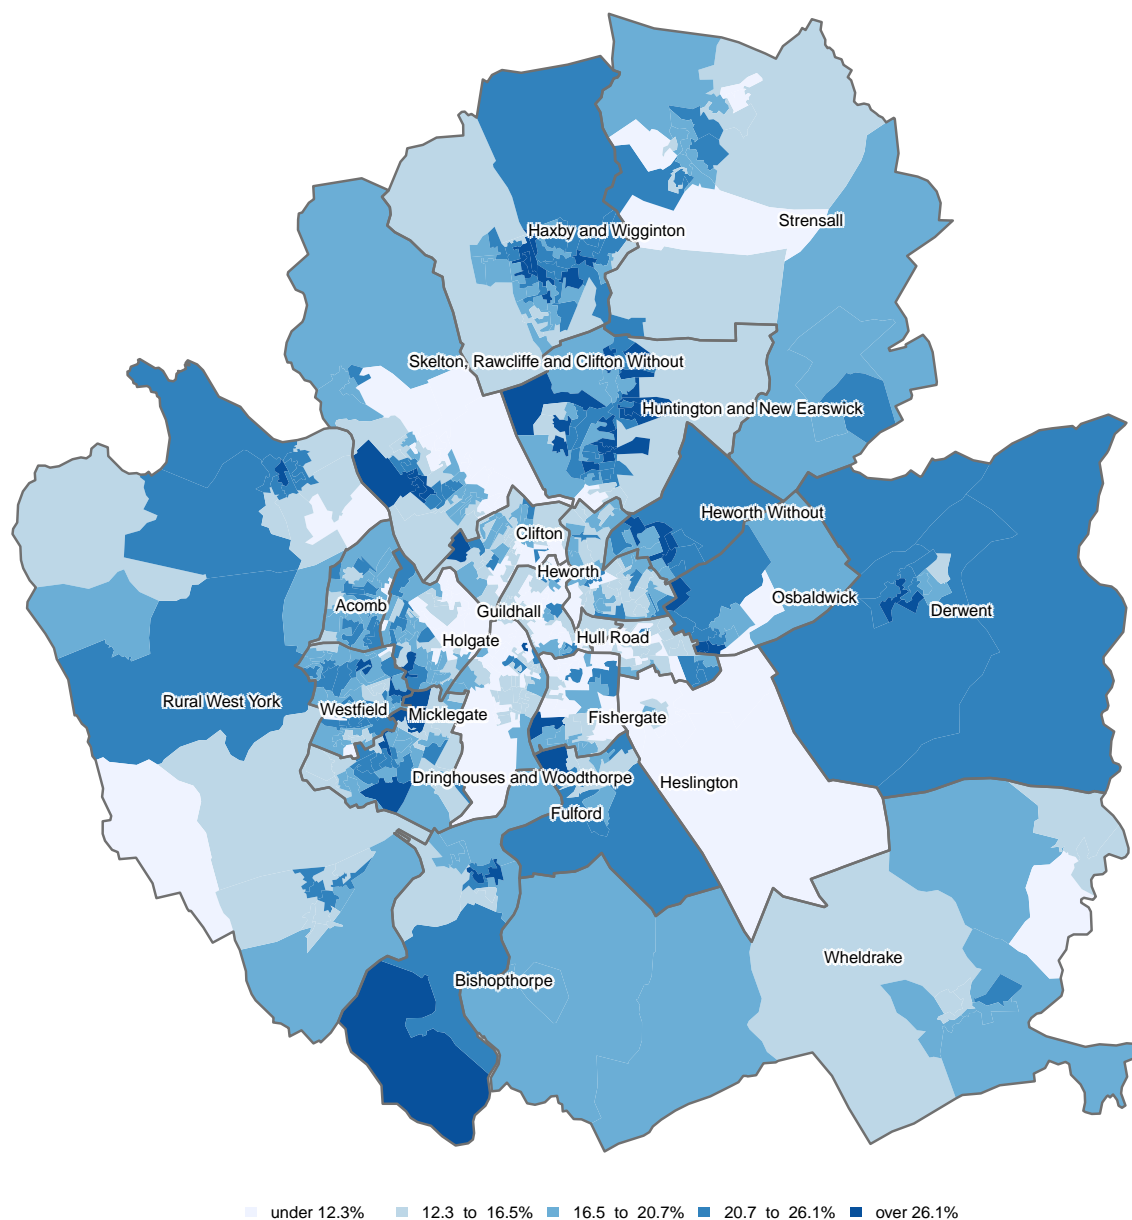 Strensall
Haxby and Wigginton
Skelton, Rawcliffe and Clifton Without
Huntington and New Earswick
Heworth Without
Clifton
Heworth
Osbaldwick
Acomb
Guildhall
Derwent
Holgate
Hull Road
Rural West York
Westfield
Micklegate
Fishergate
Dringhouses and Woodthorpe
Heslington
Fulford
Wheldrake
Bishopthorpe
under 12.3% 12.3 to 16.5% 16.5 to 20.7% 20.7 to 26.1% over 26.1%